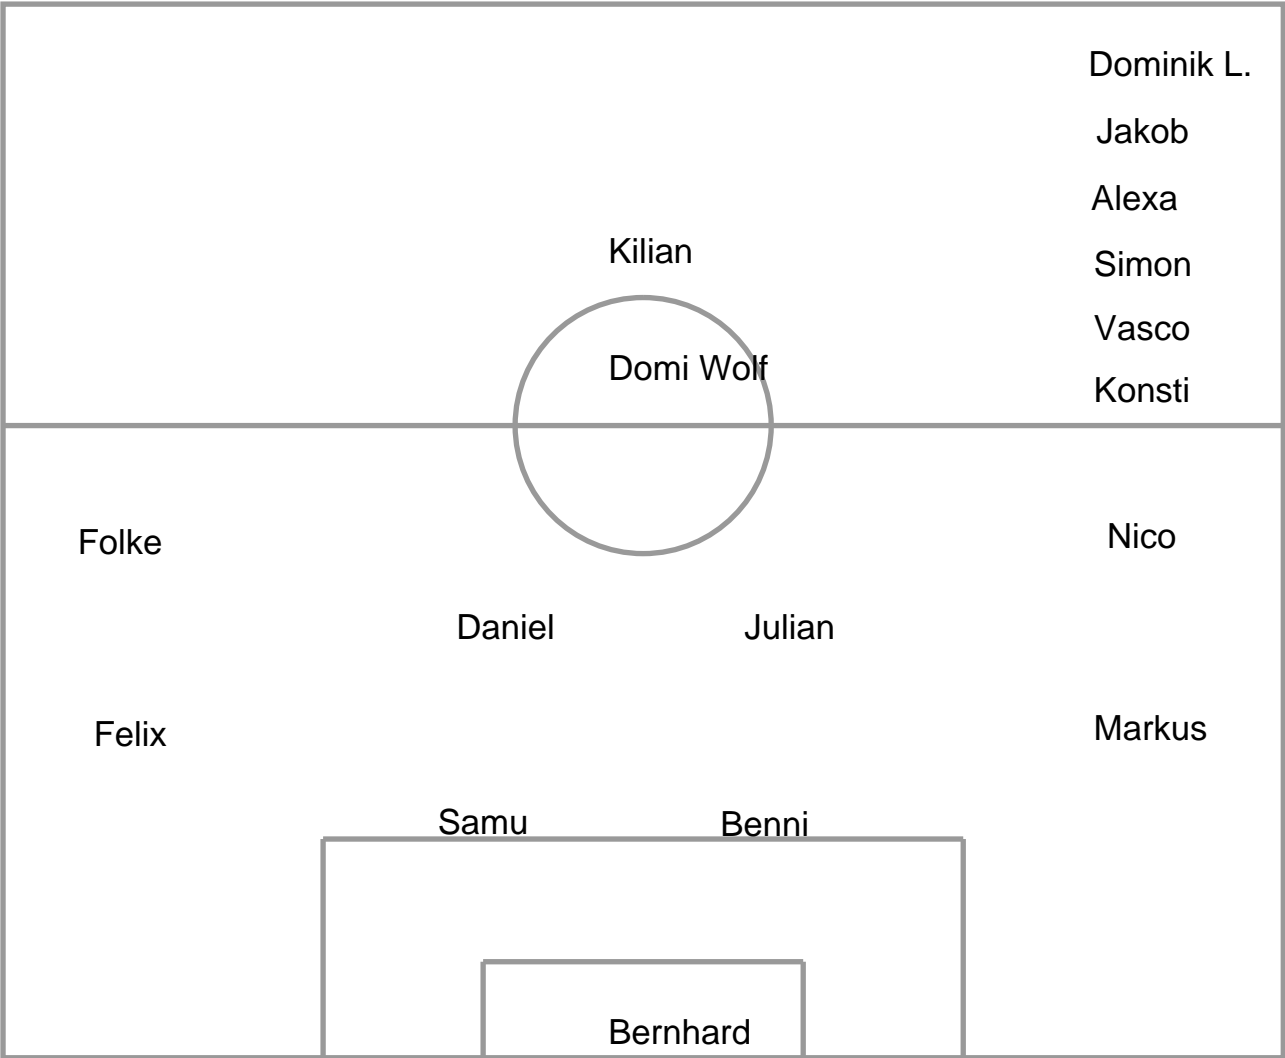 Dominik L.
Jakob
Alexa
Kilian
Simon
Vasco
Domi Wolf
Konsti
Folke
Nico
Daniel
Julian
Felix
Markus
Samu
Benni
Bernhard